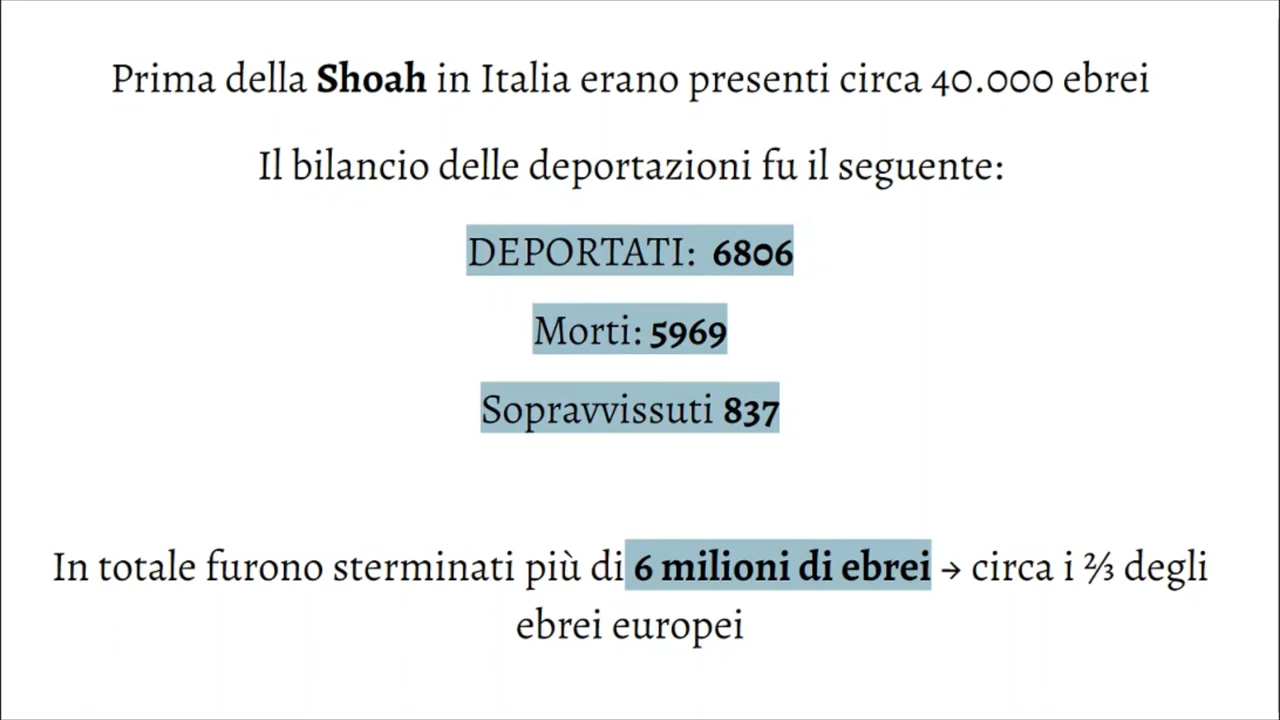 Prima della Shoah in Italia erano presenti circa 40.000 ebrei
Il bilancio delle deportazioni fu il seguente:
DEPORTATI: 6806
Morti: 5969
Sopravvissuti 837
In totale furono sterminati più di 6 milioni di ebrei → circa i ⅔ degli
ebrei europei